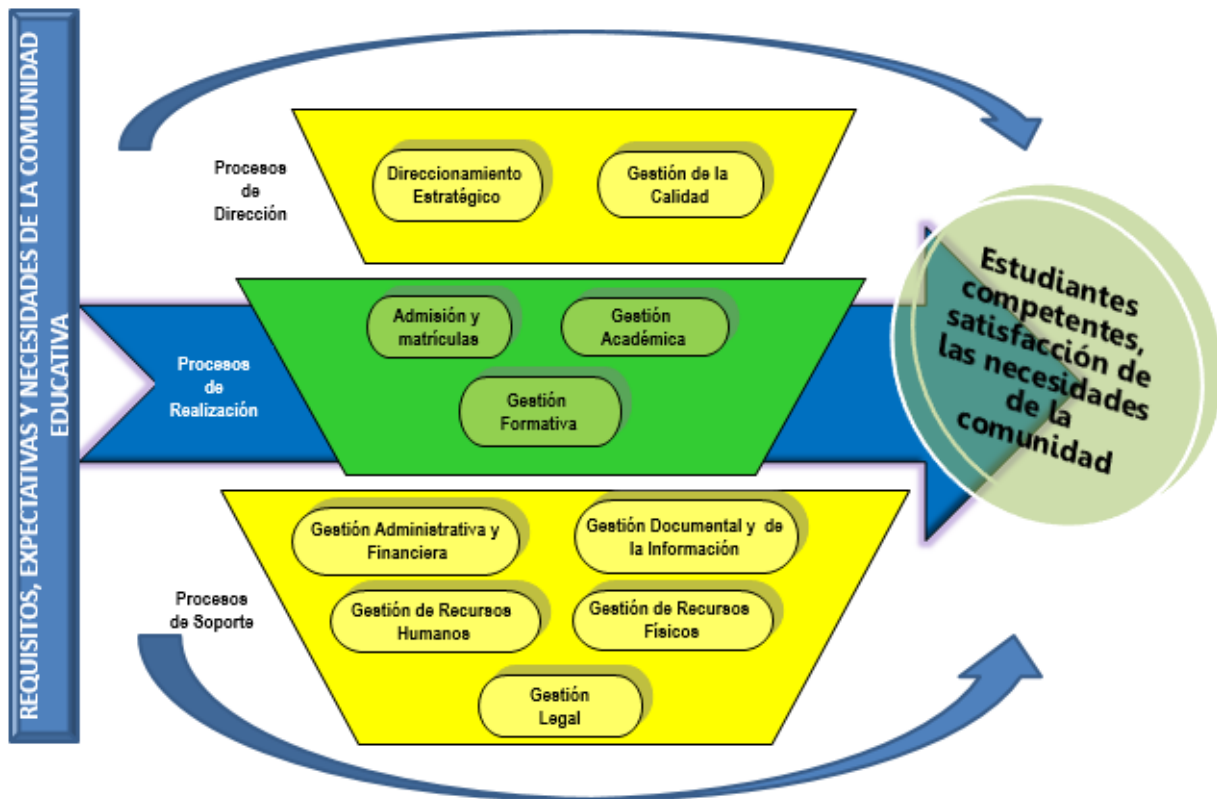 REQUISITOS, EXPECTATIVAS Y NECESIDADES DE LA COMUNIDAD
EDUCATIVA
Procesos
de
Dirección
Direccionamiento
Estratégico
Gestión de la
Calidad
Procesos
de
Realización
Admisión y
matrículas
Gestión
Académica
Gestión
Formativa
Procesos
de Soporte
Gestión Administrativa y
Financiera
Gestión Documental y de
la Información
Gestión de Recursos
Humanos
Gestión de Recursos
Físicos
Gestión
Legal
Estudiantes
competentes,
satisfacción de
las necesidades
de la
comunidad